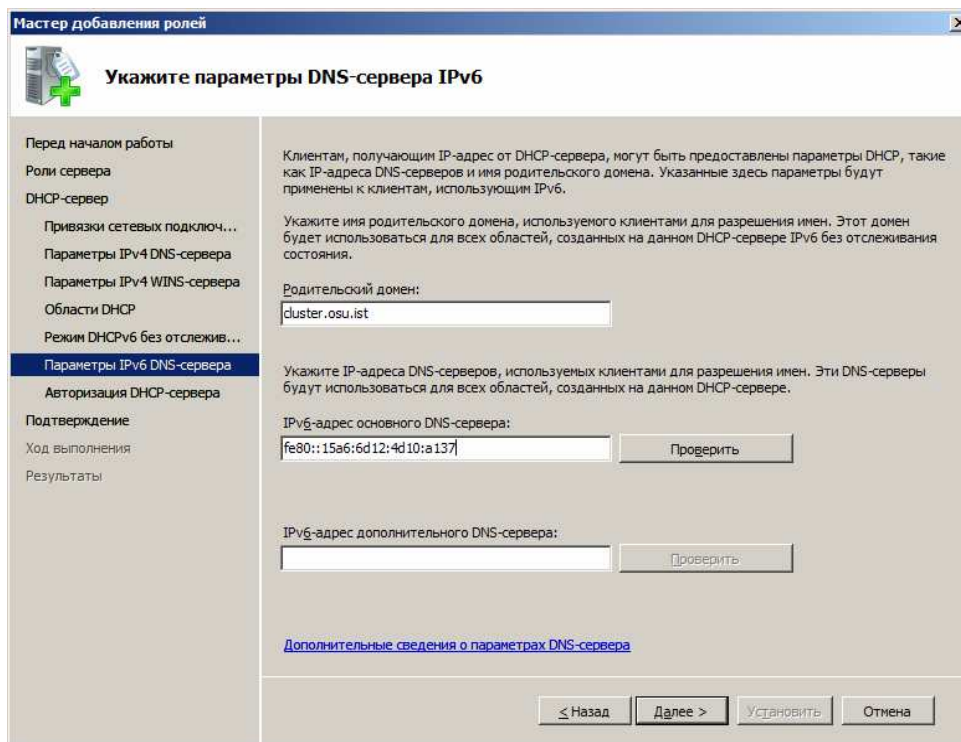 Мастер добавления ролей
Укажите параметры DNS-сервера IPv6
Перед началом работы
Роли сервера
DHCP-сервер
Привязки сетевых подключ...
Параметры IPv4 DNS-сервера
Параметры IPv4 WINS-сервера
Области DHCP
Режим DHCPv6 без отслежив...
Параметры IPv6 DNS-сервера
Авторизация DHCP-сервера
Подтверждение
Ход выполнения
Результаты
Клиентам, получающим IP-адрес от DHCP-сервера, могут быть предоставлены параметры DHCP, такие
как IP-адреса DNS-серверов и имя родительского домена. Указанные здесь параметры будут
применены к клиентам, использующим IPv6.
Укажите имя родительского домена, используемого клиентами для разрешения имен. Этот домен
будет использоваться для всех областей, созданных на данном DHCP-сервере IPv6 без отслеживания
состояния.
Родительский домен:
cluster.osu.ist
Укажите IP-адреса DNS-серверов, используемых клиентами для разрешения имен. Эти DNS-серверы
будут использоваться для всех областей, созданных на данном DHCP-сервере.
IPv6-адрес основного DNS-сервера:
fe80::15a6:6d12:4d10:a137
Проверить
IPv6-адрес дополнительного DNS-сервера:
Проверить
Дополнительные сведения о параметрах DNS-сервера
< Назад
Далее >
Установить
Отмена